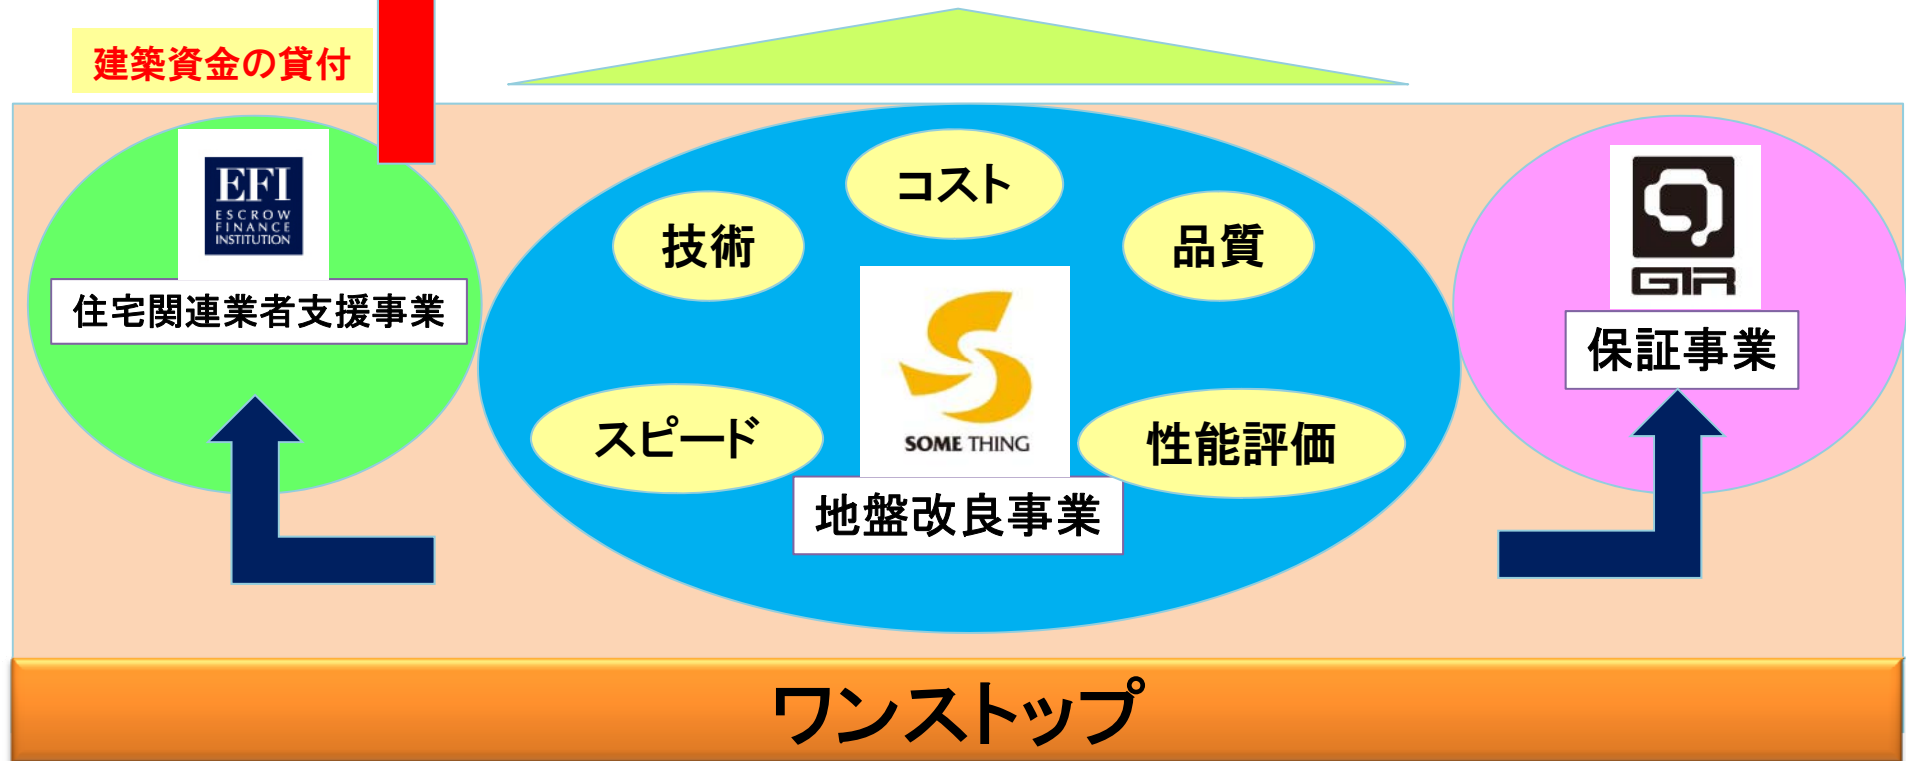 建築資金の貸付
EFI
ESCROW
FINANCE
INSTITUTION
住宅関連業者支援事業
コスト
技術
品質
スピード
性能評価
SOME THING
地盤改良事業
GIR
保証事業
ワンストップ